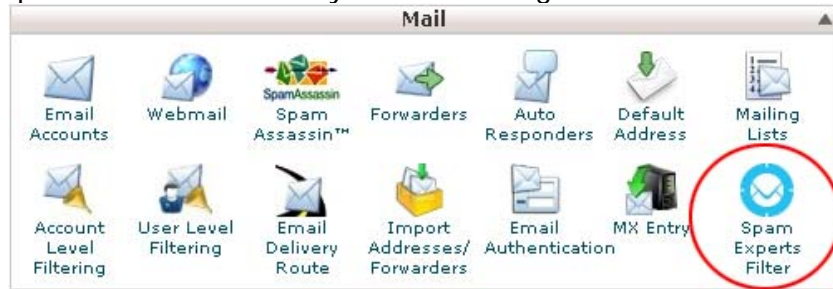 Mail
Email
Accounts
Webmail
SpamAssassin
Spam
Assassin™
Forwarders
Auto
Responders
Default
Address
Mailing
Lists
Account
Level
Filtering
User Level
Filtering
Email
Delivery
Route
Import
Addresses/
Forwarders
Email
Authentication
MX Entry
Spam
Experts
Filter